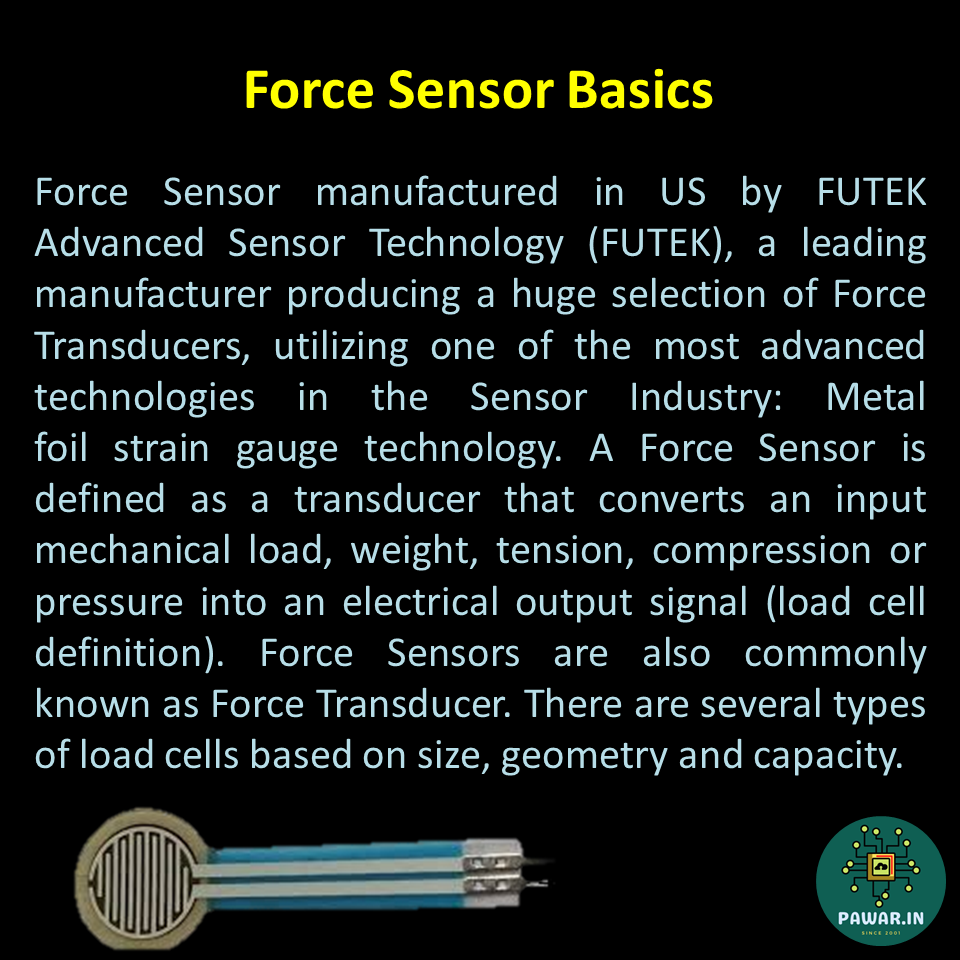 Force Sensor Basics
Force Sensor manufactured in US by FUTEK
Advanced Sensor Technology (FUTEK), a leading
manufacturer producing a huge selection of Force
Transducers, utilizing one of the most advanced
technologies in the Sensor Industry: Metal
foil strain gauge technology. A Force Sensor is
defined as a transducer that converts an input
mechanical load, weight, tension, compression or
pressure into an electrical output signal (load cell
definition). Force Sensors are also commonly
known as Force Transducer. There are several types
of load cells based on size, geometry and capacity.
PAWAR.IN
SINCE 2001